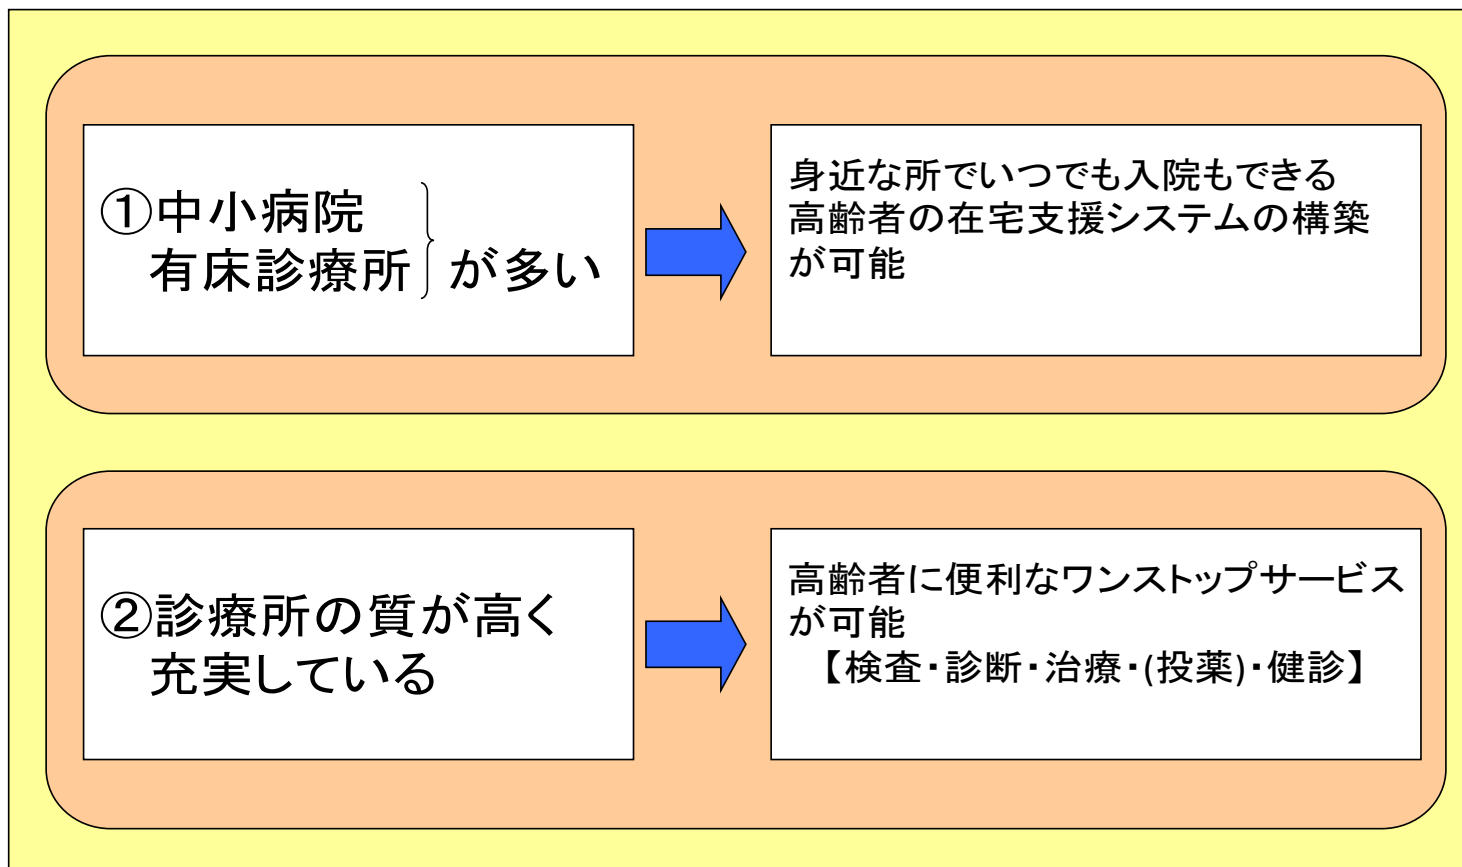 ①中小病院
有床診療所
が多い
身近な所でいつでも入院もできる
高齢者の在宅支援システムの構築
が可能
②診療所の質が高く
充実している
高齢者に便利なワンストップサービス
が可能
【検査・診断・治療・(投薬)・健診】